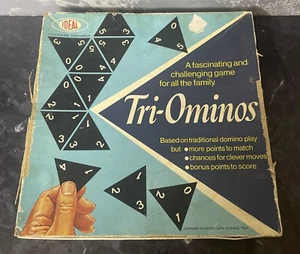 IDEAL
A fascinating and
challenging game
for all the family.
Tri-Ominos
Based on traditional domino play
but • more points to match
• chances for clever moves
• bonus points to score